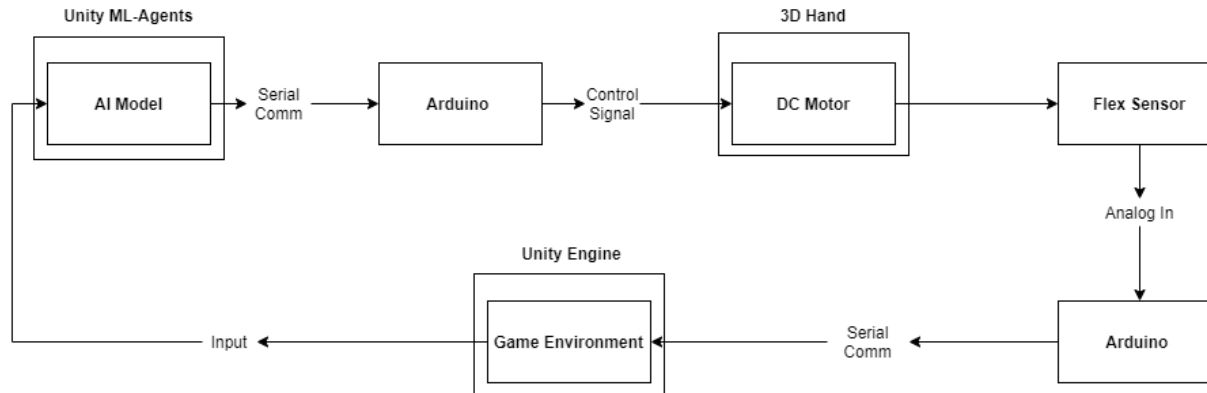 Unity ML-Agents
3D Hand
AI Model
Serial
Comm
Arduino
Control
Signal
DC Motor
Flex Sensor
Analog In
Unity Engine
Input
Game Environment
Serial
Comm
Arduino